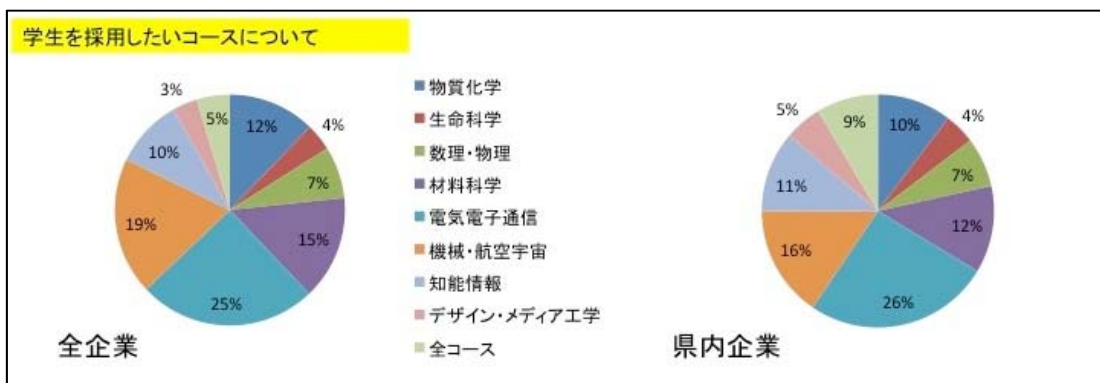 学生を採用したいコースについて
3%
5%
12%
4%
10%
7%
19%
15%
25%
全企業
物質化学
生命科学
数理・物理
材料科学
電気電子通信
機械・航空宇宙
知能情報
デザイン・メディア工学
全コース
5%
9%
10%
4%
11%
7%
16%
12%
26%
県内企業